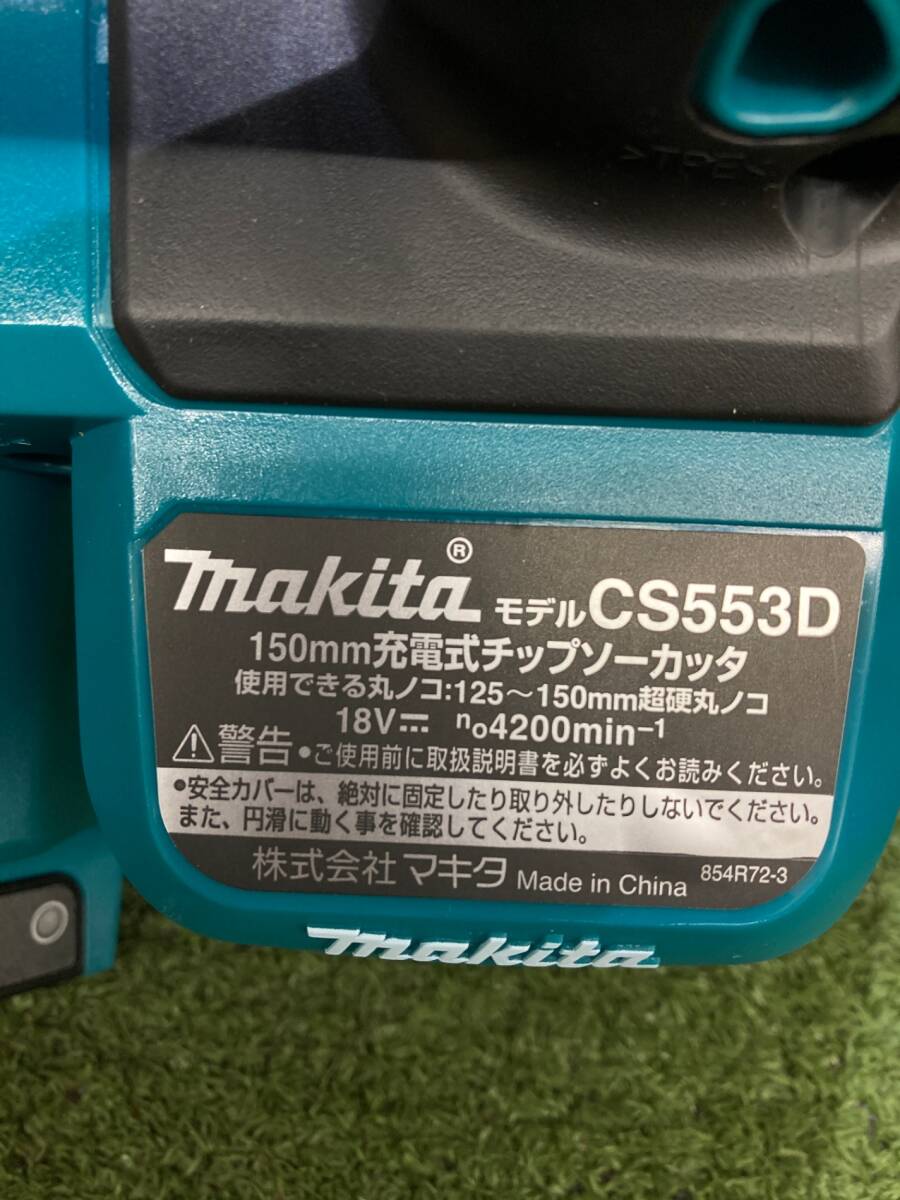 >TPE<
makita®
モデルCS553D
150mm充電式チップソーカッタ
使用できる丸ノコ:125～150mm超硬丸ノコ
18V⎓ no4200min-1
⚠警告 •ご使用前に取扱説明書を必ずよくお読みください。
•安全カバーは、絶対に固定したり取り外したりしないでください。
また、円滑に動く事を確認してください。
株式会社マキタ Made in China 854R72-3
makita